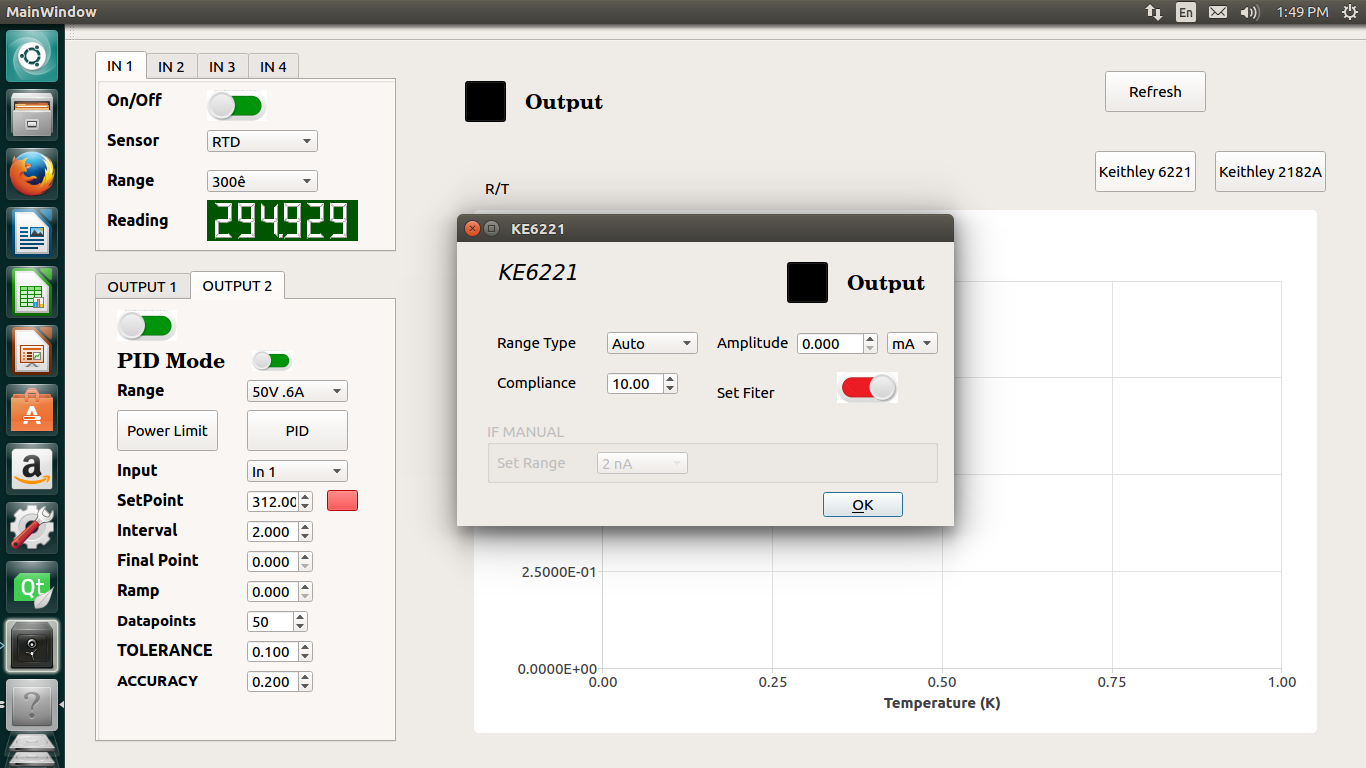 MainWindow
En
1:49 PM
IN 1 IN 2 IN 3 IN 4
On/Off
Sensor RTD
Range 300ê
Reading 294.929
OUTPUT 1 OUTPUT 2
PID Mode
Range 50V .6A
Power Limit PID
Input In 1
SetPoint 312.00
Interval 2.000
Final Point 0.000
Ramp 0.000
Datapoints 50
TOLERANCE 0.100
ACCURACY 0.200
Output
Refresh
Keithley 6221 Keithley 2182A
R/T
KE6221
KE6221
Output
Range Type Auto Amplitude 0.000 mA
Compliance 10.00 Set Fiter
IF MANUAL
Set Range 2 nA
OK
2.5000E-01
0.0000E+00
0.00 0.25 0.50 0.75 1.00
Temperature (K)
Qt
a
?